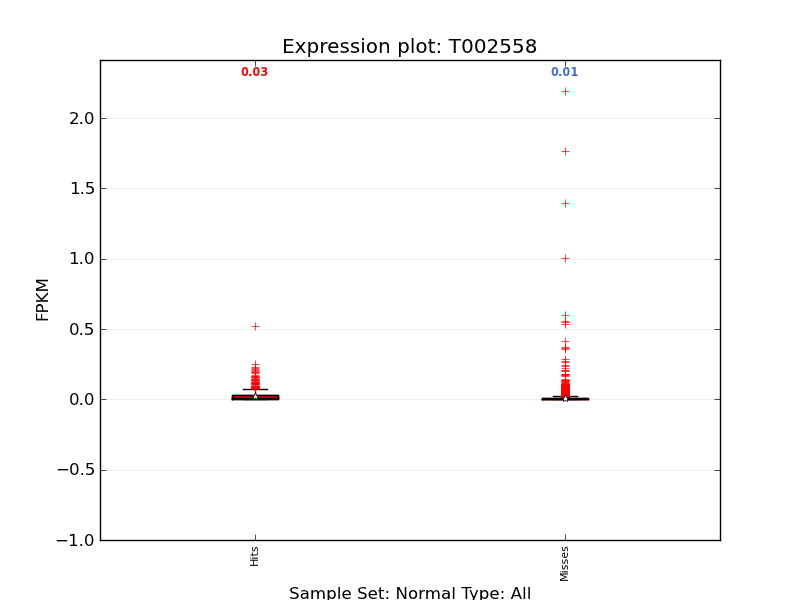 Expression plot: T002558
0.03
0.01
2.0
1.5
1.0
0.5
0.0
−0.5
−1.0
FPKM
Hits
Misses
Sample Set: Normal Type: All